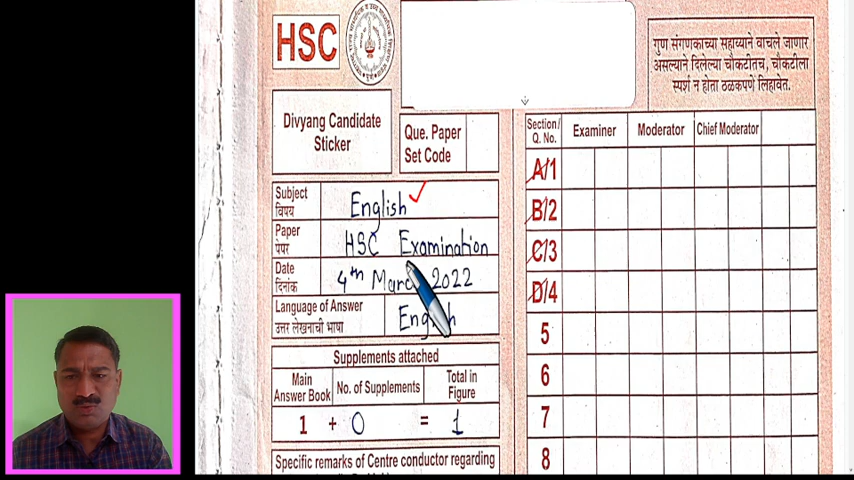 HSC
गुण संगणकाच्या सहाय्याने वाचले जाणार
असल्याने दिलेल्या चौकटीतच, चौकटीला
स्पर्श न होता ठळकपणे लिहावेत.
Divyang Candidate
Sticker
Que. Paper
Set Code
Section/
Q. No.
Examiner
Moderator
Chief Moderator
A/1
B/2
C/3
D/4
5
6
7
8
Subject
विषय
English
Paper
पेपर
HSC Examination
Date
दिनांक
4th March 2022
Language of Answer
उत्तर लेखनाची भाषा
English
Supplements attached
Main
Answer Book
No. of Supplements
Total in
Figure
1 + 0 = 1
Specific remarks of Centre conductor regarding